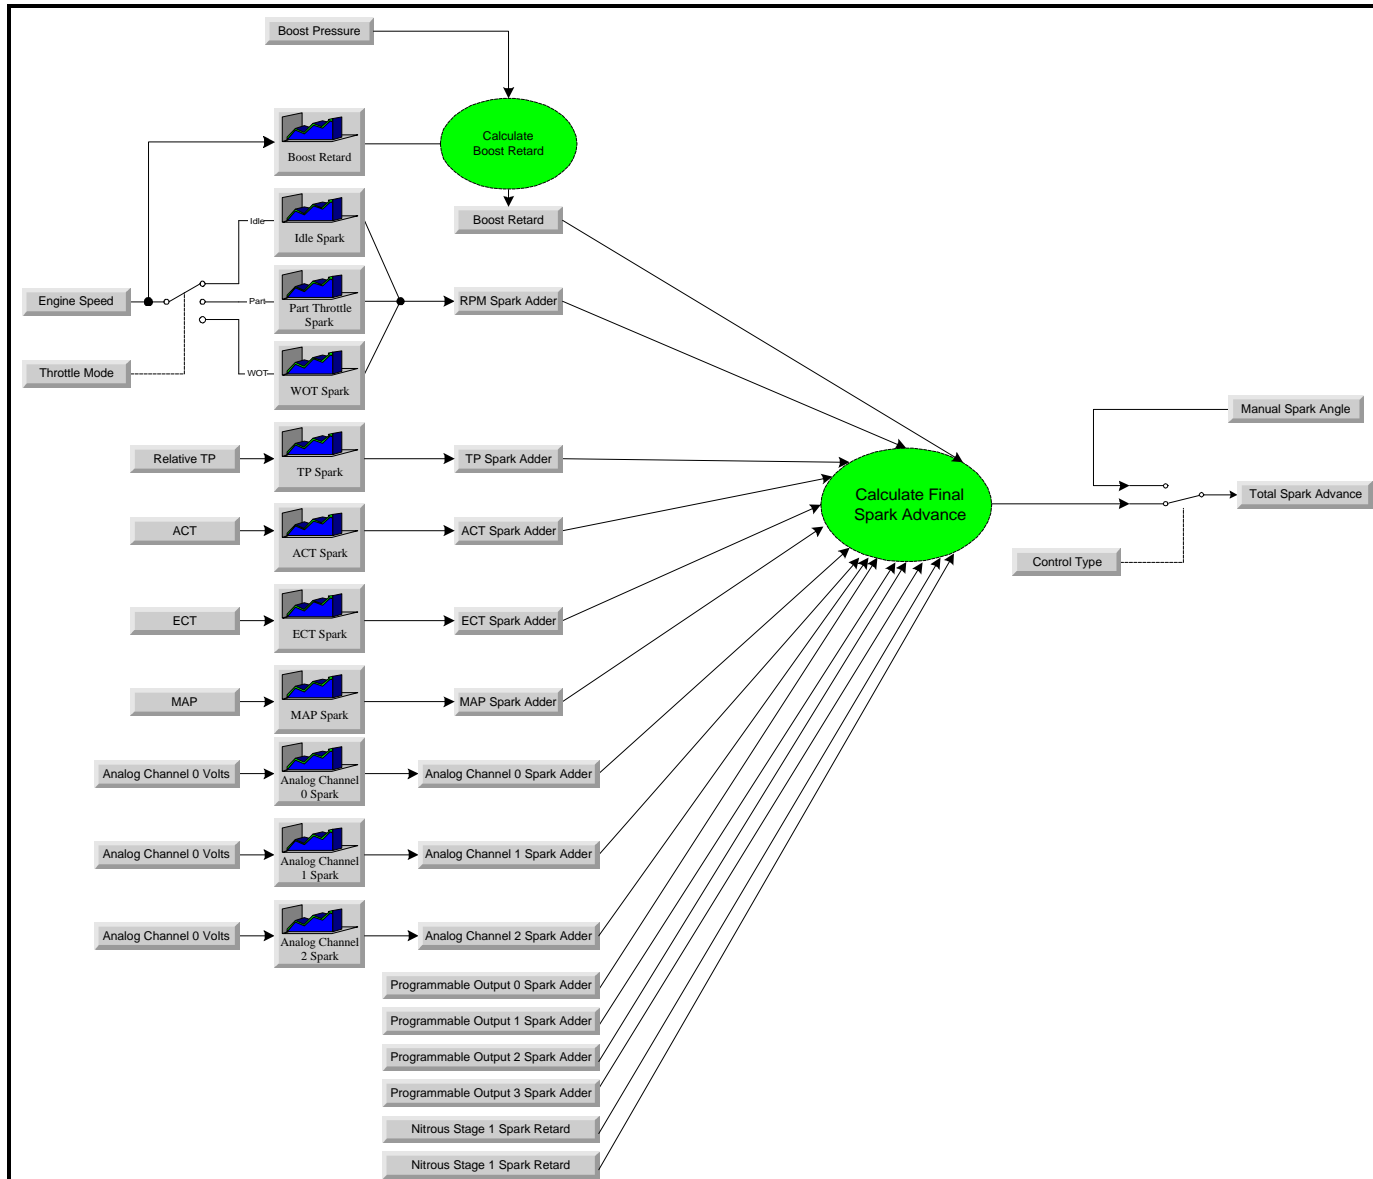 Boost Pressure
Calculate
Boost Retard
Boost Retard
Boost Retard
Idle
Idle Spark
Engine Speed
Part
Part Throttle
Spark
RPM Spark Adder
Throttle Mode
WOT
WOT Spark
Manual Spark Angle
Relative TP
TP Spark
TP Spark Adder
Calculate Final
Spark Advance
Total Spark Advance
ACT
ACT Spark
ACT Spark Adder
Control Type
ECT
ECT Spark
ECT Spark Adder
MAP
MAP Spark
MAP Spark Adder
Analog Channel 0 Volts
Analog Channel
0 Spark
Analog Channel 0 Spark Adder
Analog Channel 0 Volts
Analog Channel
1 Spark
Analog Channel 1 Spark Adder
Analog Channel 0 Volts
Analog Channel
2 Spark
Analog Channel 2 Spark Adder
Programmable Output 0 Spark Adder
Programmable Output 1 Spark Adder
Programmable Output 2 Spark Adder
Programmable Output 3 Spark Adder
Nitrous Stage 1 Spark Retard
Nitrous Stage 1 Spark Retard